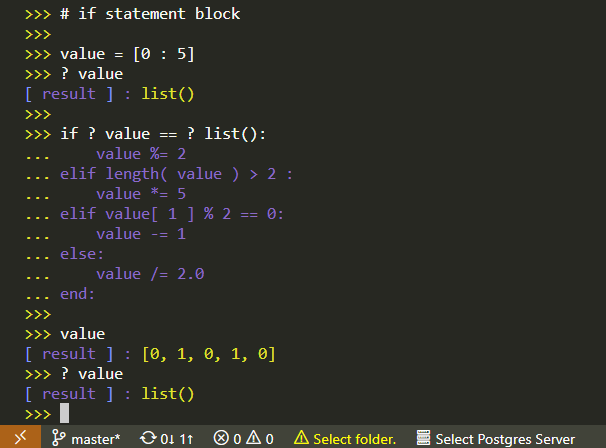 >>> # if statement block
>>>
>>> value = [0 : 5]
>>> ? value
[ result ] : list()
>>>
>>> if ? value == ? list():
...     value %= 2
... elif length( value ) > 2 :
...     value *= 5
... elif value[ 1 ] % 2 == 0:
...     value -= 1
... else:
...     value /= 2.0
... end:
>>>
>>> value
[ result ] : [0, 1, 0, 1, 0]
>>> ? value
[ result ] : list()
>>>
master* 0↓ 1↑ 0 0 Select folder. Select Postgres Server